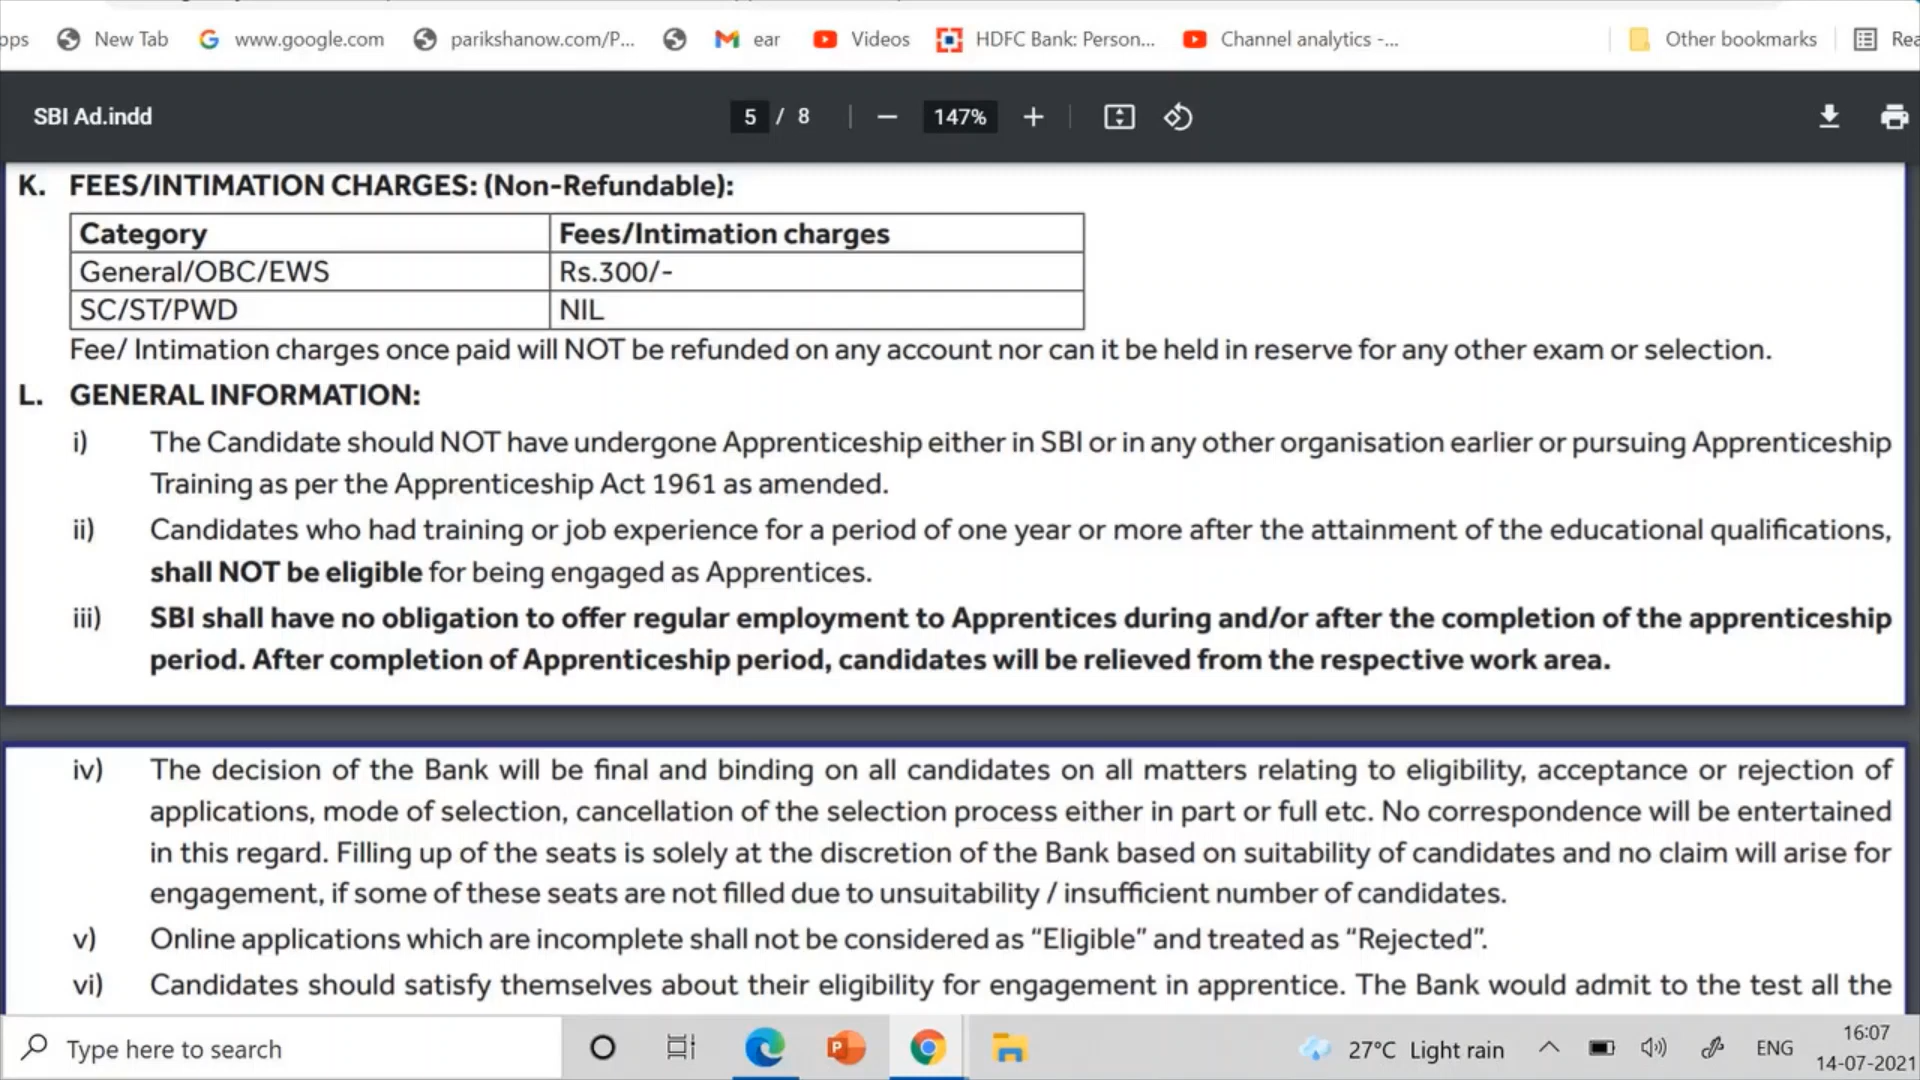 pps New Tab www.google.com parikshanow.com/P... ear Videos HDFC Bank: Person... Channel analytics -... Other bookmarks Rea
SBI Ad.indd 5 / 8 147%
K. FEES/INTIMATION CHARGES: (Non-Refundable):
Category Fees/Intimation charges
General/OBC/EWS Rs.300/-
SC/ST/PWD NIL
Fee/ Intimation charges once paid will NOT be refunded on any account nor can it be held in reserve for any other exam or selection.
L. GENERAL INFORMATION:
i) The Candidate should NOT have undergone Apprenticeship either in SBI or in any other organisation earlier or pursuing Apprenticeship
Training as per the Apprenticeship Act 1961 as amended.
ii) Candidates who had training or job experience for a period of one year or more after the attainment of the educational qualifications,
shall NOT be eligible for being engaged as Apprentices.
iii) SBI shall have no obligation to offer regular employment to Apprentices during and/or after the completion of the apprenticeship
period. After completion of Apprenticeship period, candidates will be relieved from the respective work area.
iv) The decision of the Bank will be final and binding on all candidates on all matters relating to eligibility, acceptance or rejection of
applications, mode of selection, cancellation of the selection process either in part or full etc. No correspondence will be entertained
in this regard. Filling up of the seats is solely at the discretion of the Bank based on suitability of candidates and no claim will arise for
engagement, if some of these seats are not filled due to unsuitability / insufficient number of candidates.
v) Online applications which are incomplete shall not be considered as “Eligible” and treated as “Rejected”.
vi) Candidates should satisfy themselves about their eligibility for engagement in apprentice. The Bank would admit to the test all the
Type here to search 27°C Light rain ENG 16:07
14-07-2021